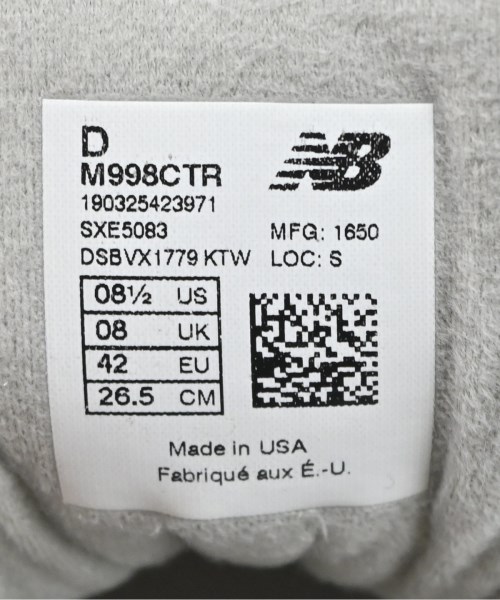 D
M998CTR
190325423971
SXE5083
MFG: 1650
DSBVX1779 KTW
LOC: S
08½ US
08 UK
42 EU
26.5 CM
NB
Made in USA
Fabriqué aux É.-U.